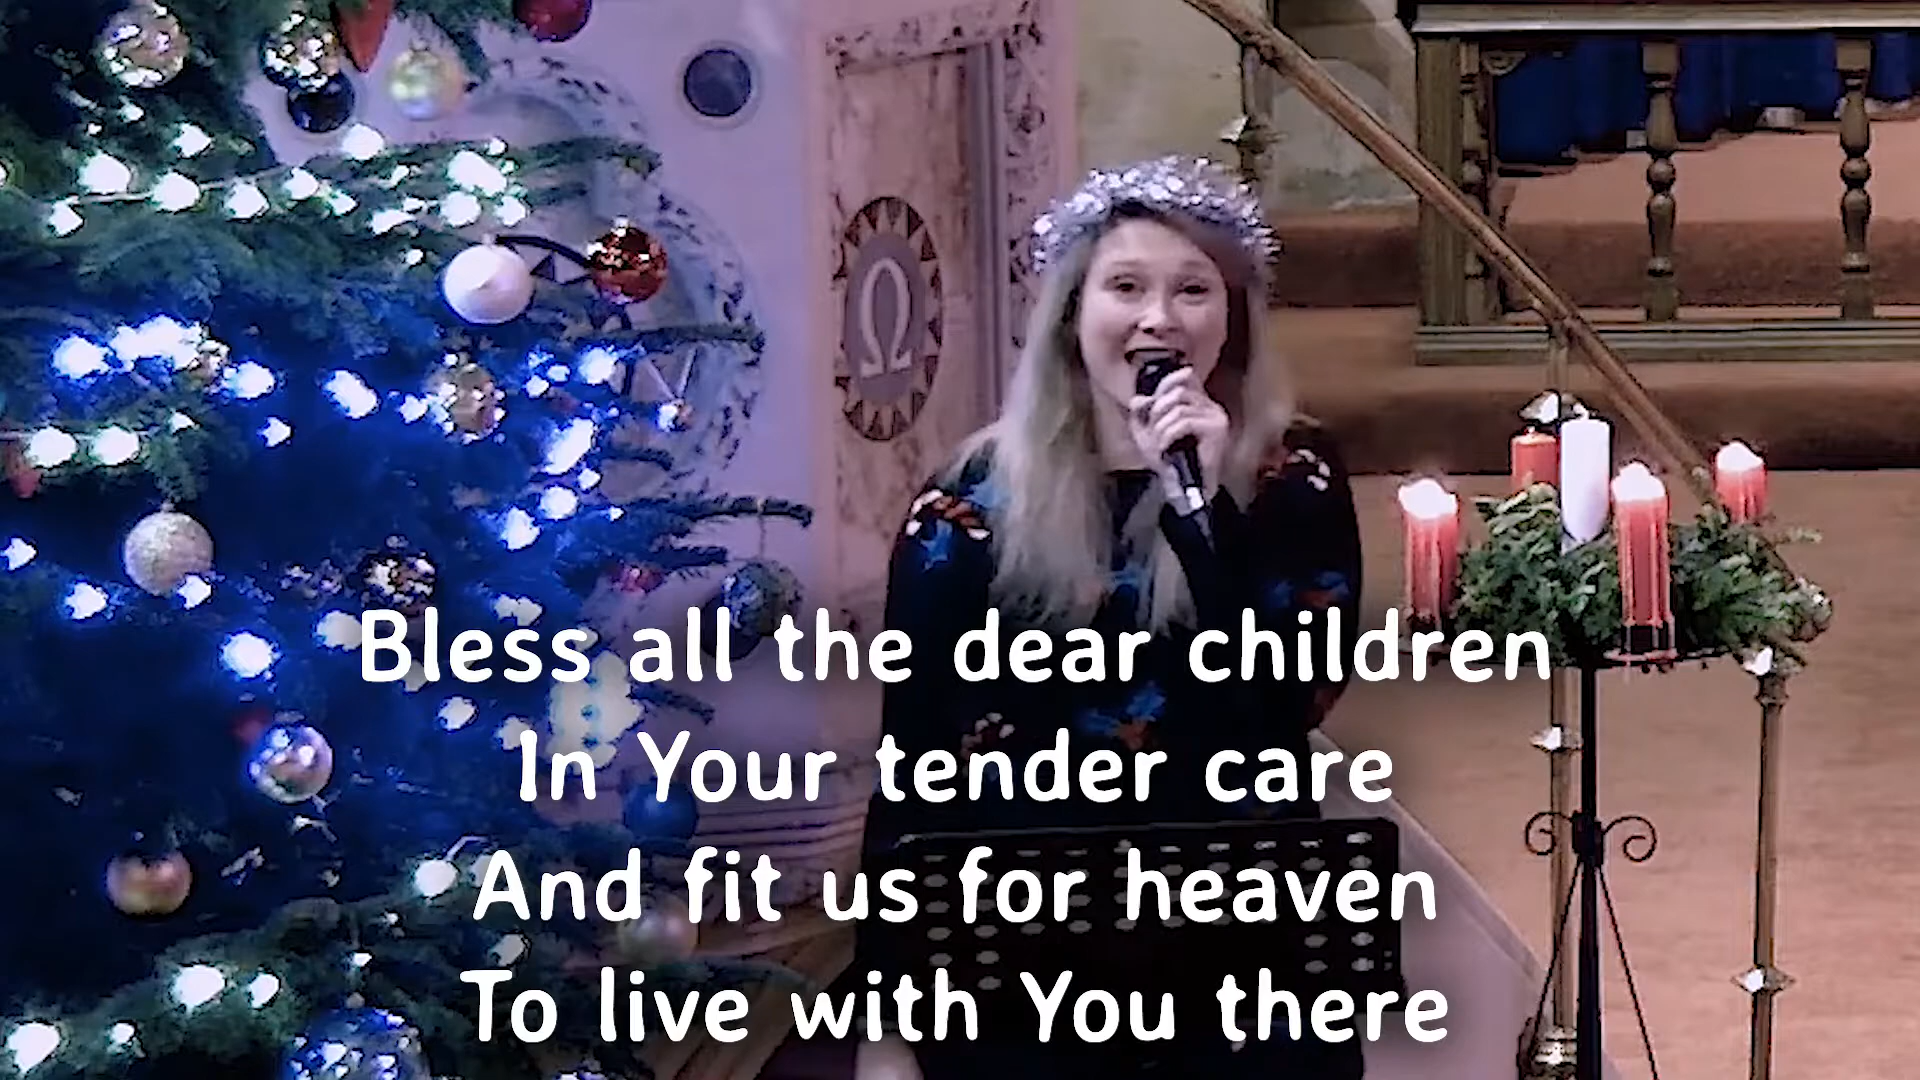 Ω
Bless all the dear children
In Your tender care
And fit us for heaven
To live with You there